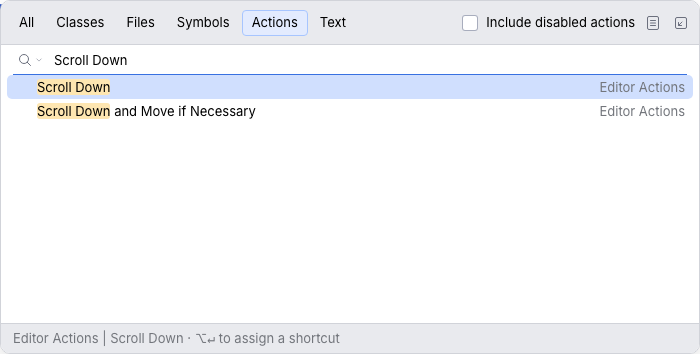 All Classes Files Symbols Actions Text Include disabled actions
Scroll Down
Scroll Down Editor Actions
Scroll Down and Move if Necessary Editor Actions
Editor Actions | Scroll Down · ⌥↵ to assign a shortcut